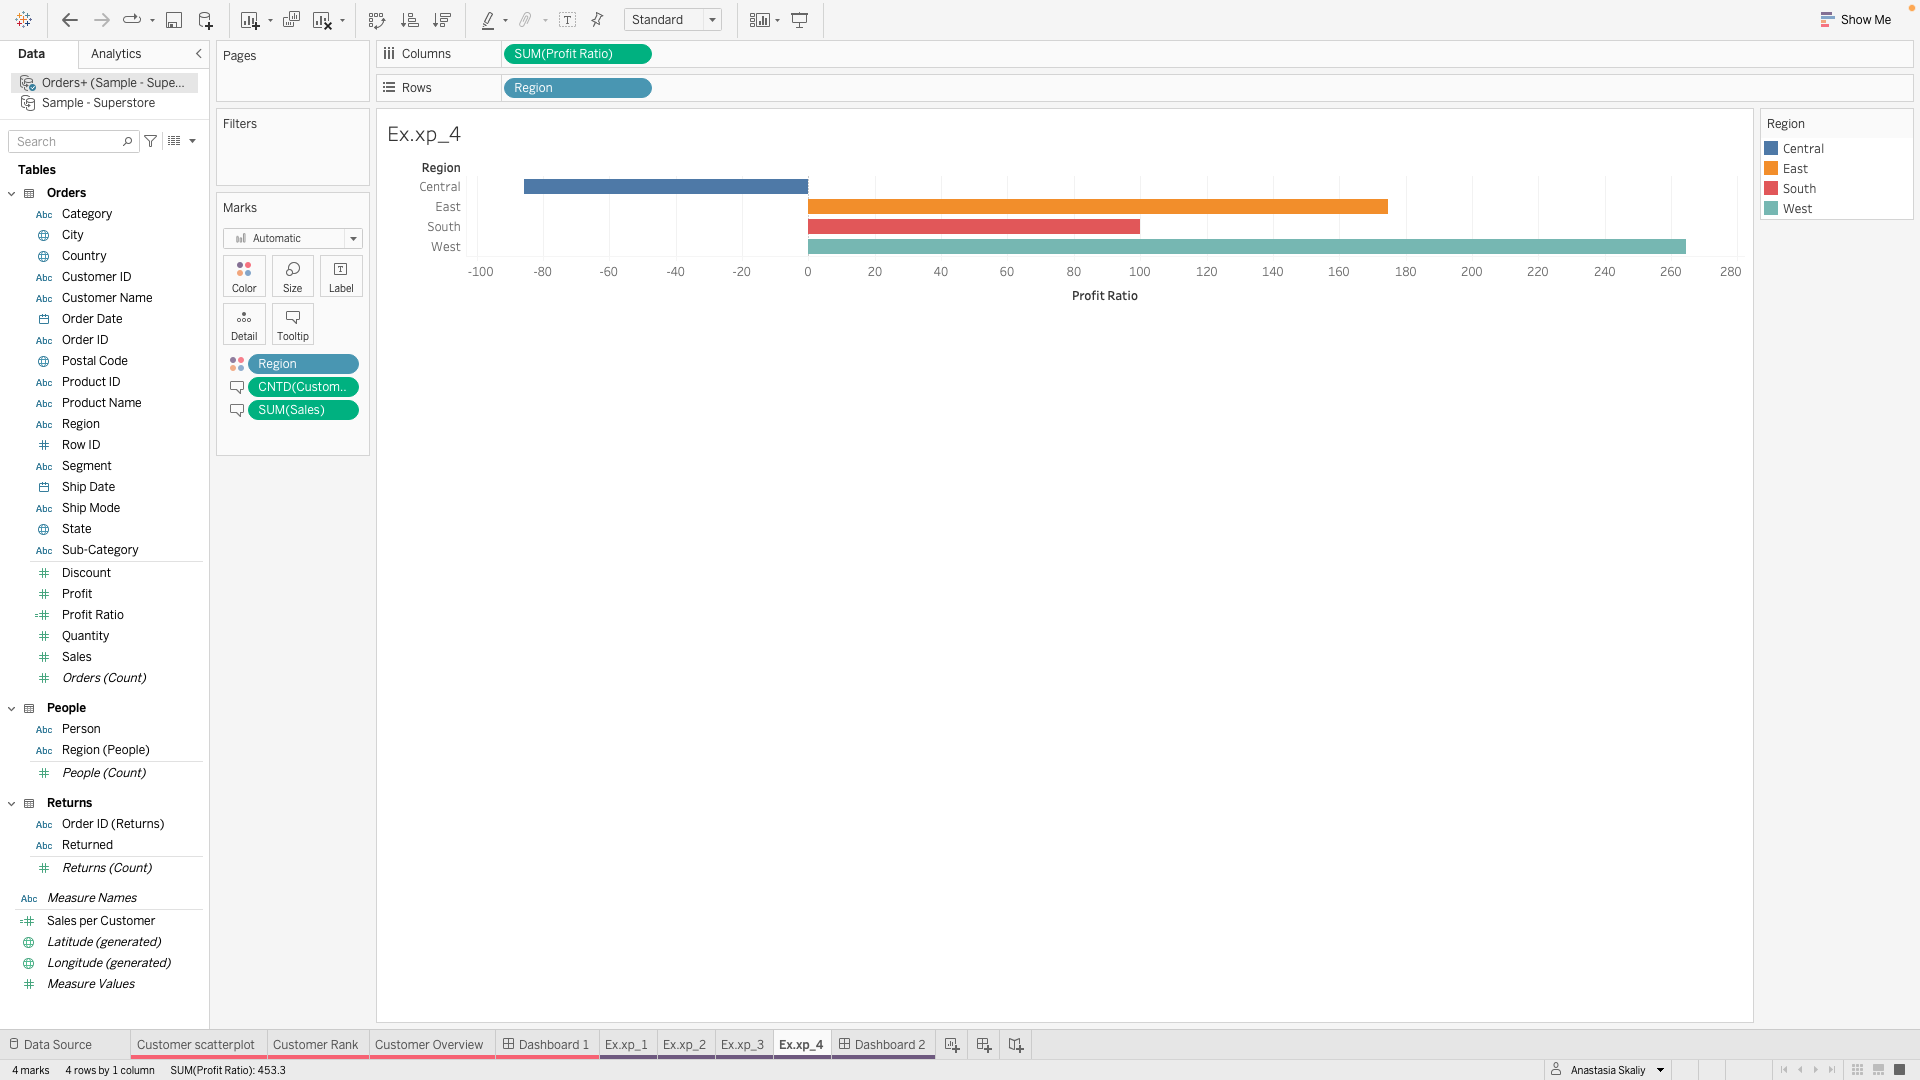 Standard
Show Me
Data
Analytics
Orders+ (Sample - Supe...
Sample - Superstore
Search
Tables
Orders
Abc Category
City
Country
Abc Customer ID
Abc Customer Name
Order Date
Abc Order ID
Postal Code
Abc Product ID
Abc Product Name
Abc Region
Row ID
Abc Segment
Ship Date
Abc Ship Mode
State
Abc Sub-Category
Discount
Profit
Profit Ratio
Quantity
Sales
Orders (Count)
People
Abc Person
Abc Region (People)
People (Count)
Returns
Abc Order ID (Returns)
Abc Returned
Returns (Count)
Abc Measure Names
Sales per Customer
Latitude (generated)
Longitude (generated)
Measure Values
Pages
Filters
Marks
Automatic
Color Size Label
Detail Tooltip
Region
CNTD(Custom..
SUM(Sales)
Columns SUM(Profit Ratio)
Rows Region
Ex.xp_4
Region
Central
East
South
West
-100 -80 -60 -40 -20 0 20 40 60 80 100 120 140 160 180 200 220 240 260 280
Profit Ratio
Region
Central
East
South
West
Data Source Customer scatterplot Customer Rank Customer Overview Dashboard 1 Ex.xp_1 Ex.xp_2 Ex.xp_3 Ex.xp_4 Dashboard 2
4 marks 4 rows by 1 column SUM(Profit Ratio): 453.3 Anastasia Skaliy